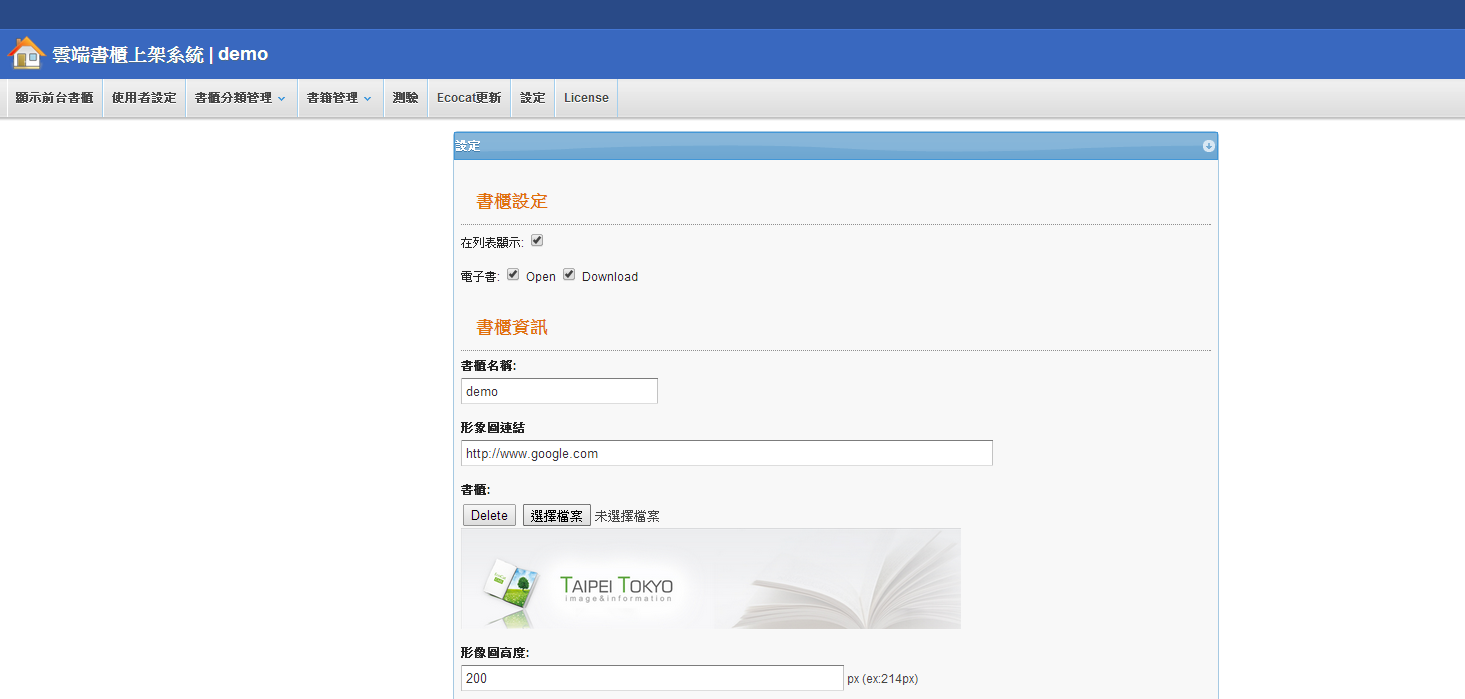 雲端書櫃上架系統 | demo
顯示前台書櫃 使用者設定 書櫃分類管理 書籍管理 測驗 Ecocat更新 設定 License
設定
書櫃設定
在列表顯示:
電子書: Open Download
書櫃資訊
書櫃名稱:
demo
形象圖連結
http://www.google.com
書櫃:
Delete 選擇檔案 未選擇檔案
TAIPEI TOKYO
image&information
形像圖高度:
200 px (ex:214px)